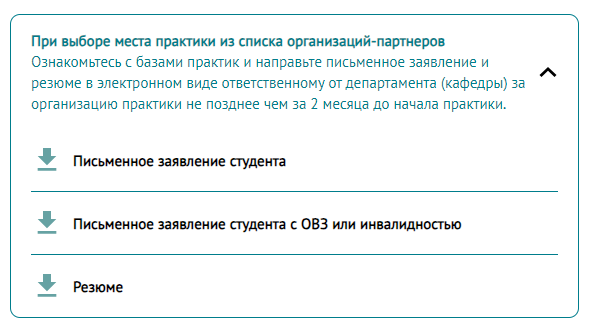 При выборе места практики из списка организаций-партнеров
Ознакомьтесь с базами практик и направьте письменное заявление и
резюме в электронном виде ответственному от департамента (кафедры) за
организацию практики не позднее чем за 2 месяца до начала практики.
Письменное заявление студента
Письменное заявление студента с ОВЗ или инвалидностью
Резюме